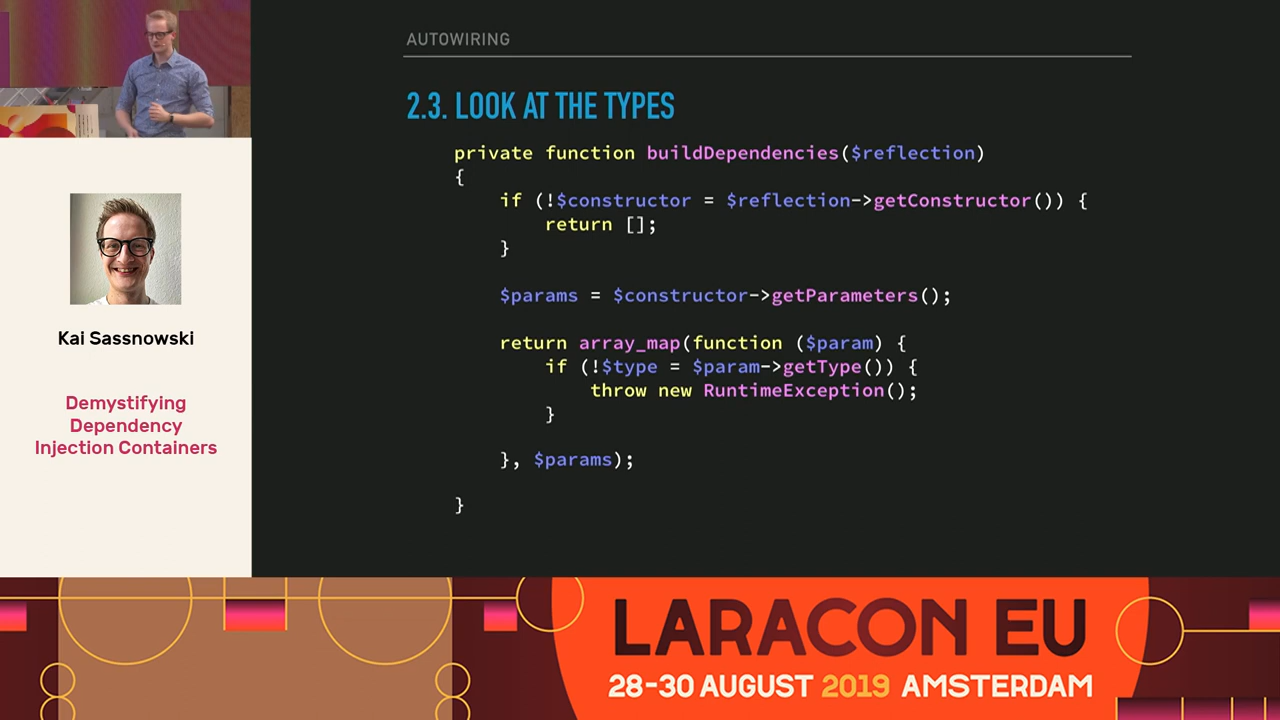 AUTOWIRING
2.3. LOOK AT THE TYPES
private function buildDependencies($reflection)
{
    if (!$constructor = $reflection->getConstructor()) {
        return [];
    }
    $params = $constructor->getParameters();
    return array_map(function ($param) {
        if (!$type = $param->getType()) {
            throw new RuntimeException();
        }
    }, $params);
}
Kai Sassnowski
Demystifying
Dependency
Injection Containers
LARACON EU
28-30 AUGUST 2019 AMSTERDAM